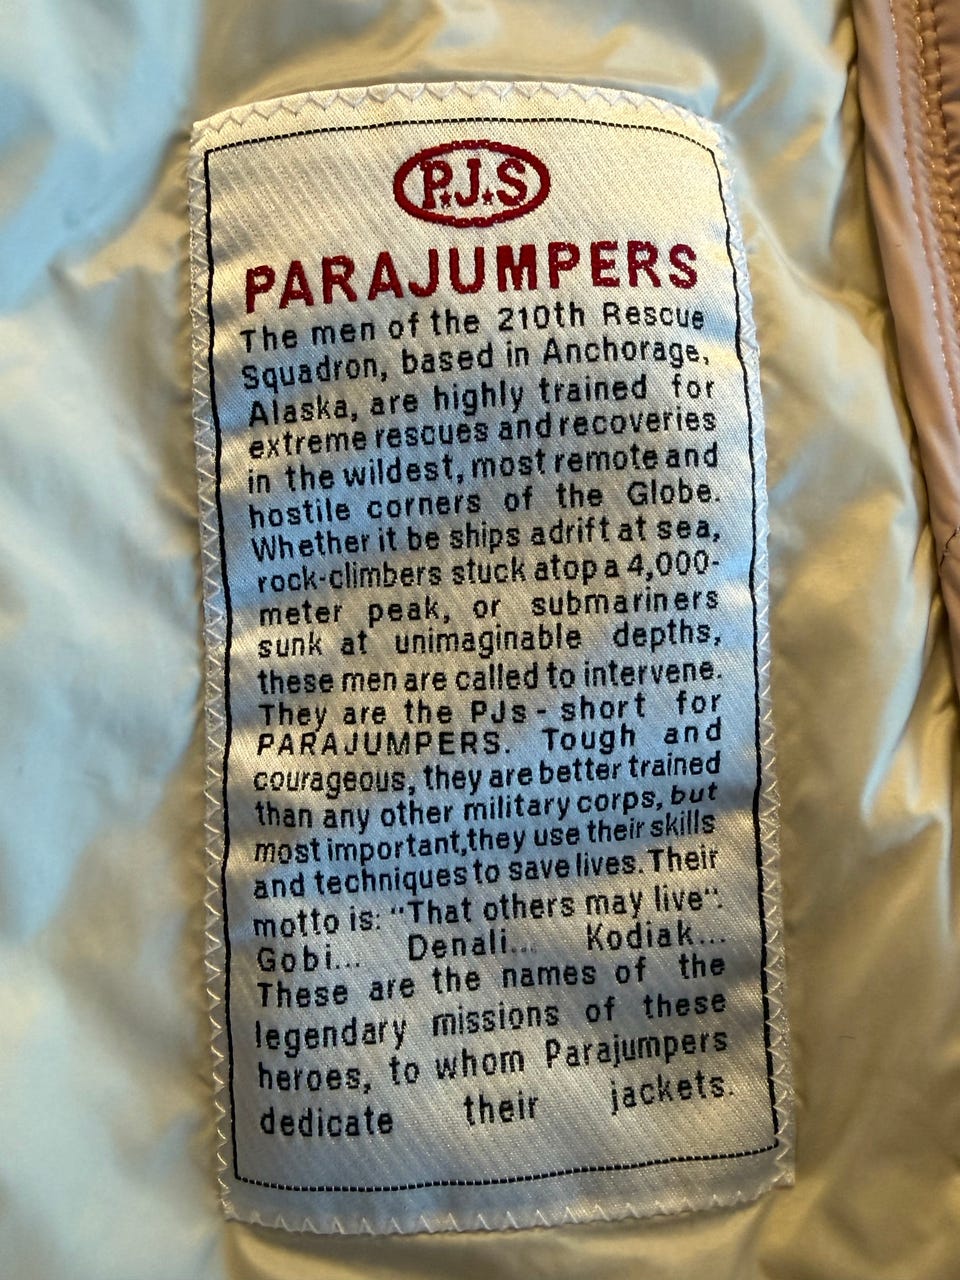 P.J.S
PARAJUMPERS
The men of the 210th Rescue
Squadron, based in Anchorage,
Alaska, are highly trained for
extreme rescues and recoveries
in the wildest, most remote and
hostile corners of the Globe.
Whether it be ships adrift at sea,
rock-climbers stuck atop a 4,000-
meter peak, or submariners
sunk at unimaginable depths,
these men are called to intervene.
They are the PJs - short for
PARAJUMPERS. Tough and
courageous, they are better trained
than any other military corps, but
most important,they use their skills
and techniques to save lives. Their
motto is: "That others may live".
Gobi... Denali... Kodiak...
These are the names of the
legendary missions of these
heroes, to whom Parajumpers
dedicate their jackets.